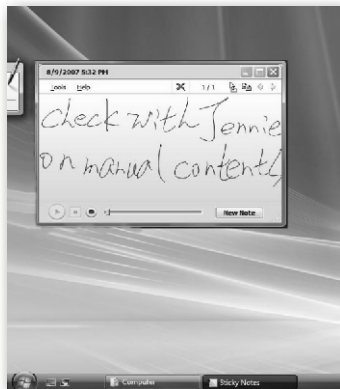 8/9/2007 5:32 PM
Tools Help 1/1
check with Jennie
on manual contents
New Note
Computer Sticky Notes